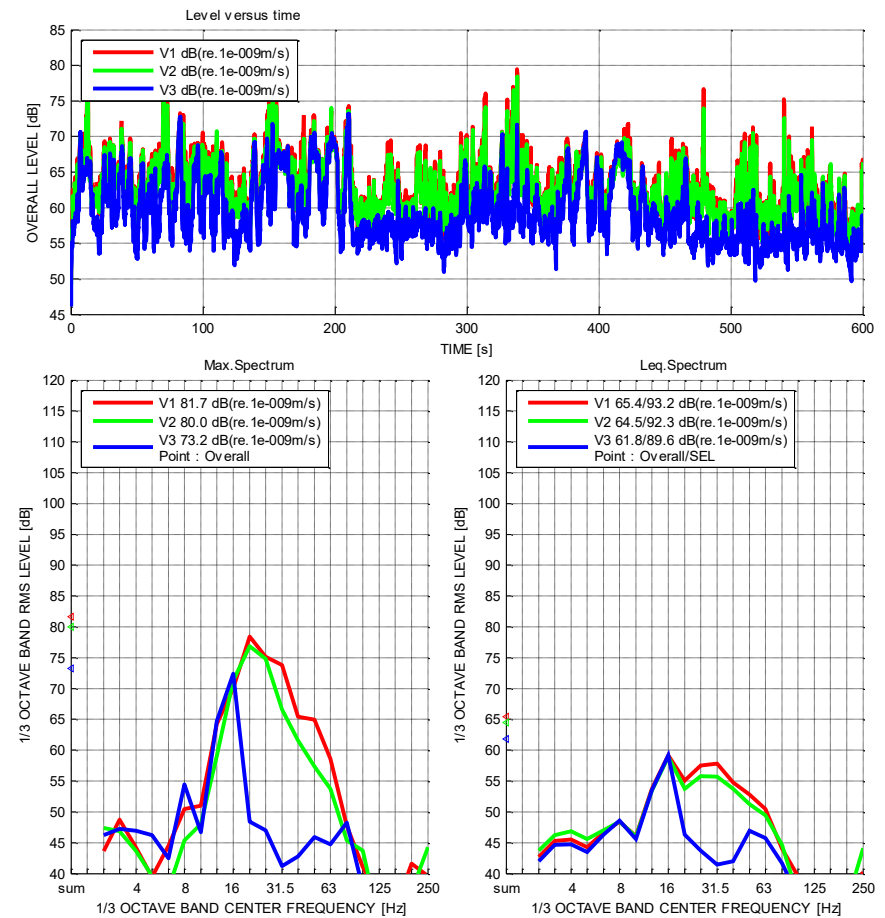 Level versus time
OVERALL LEVEL [dB]
85
80
75
70
65
60
55
50
45
V1 dB(re.1e-009m/s)
V2 dB(re.1e-009m/s)
V3 dB(re.1e-009m/s)
0 100 200 300 400 500 600
TIME [s]
Max.Spectrum
1/3 OCTAVE BAND RMS LEVEL [dB]
120
115
110
105
100
95
90
85
80
75
70
65
60
55
50
45
40
V1 81.7 dB(re.1e-009m/s)
V2 80.0 dB(re.1e-009m/s)
V3 73.2 dB(re.1e-009m/s)
Point : Overall
sum 4 8 16 31.5 63 125 250
1/3 OCTAVE BAND CENTER FREQUENCY [Hz]
Leq.Spectrum
1/3 OCTAVE BAND RMS LEVEL [dB]
120
115
110
105
100
95
90
85
80
75
70
65
60
55
50
45
40
V1 65.4/93.2 dB(re.1e-009m/s)
V2 64.5/92.3 dB(re.1e-009m/s)
V3 61.8/89.6 dB(re.1e-009m/s)
Point : Overall/SEL
sum 4 8 16 31.5 63 125 250
1/3 OCTAVE BAND CENTER FREQUENCY [Hz]